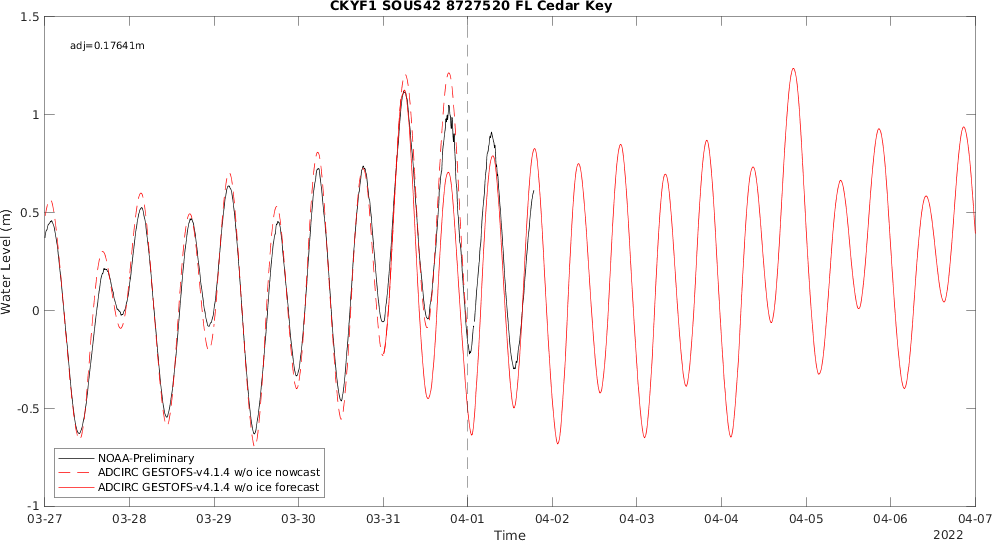 CKYF1 SOUS42 8727520 FL Cedar Key
adj=0.17641m
1.5
1
0.5
0
-0.5
-1
Water Level (m)
NOAA-Preliminary
ADCIRC GESTOFS-v4.1.4 w/o ice nowcast
ADCIRC GESTOFS-v4.1.4 w/o ice forecast
03-27 03-28 03-29 03-30 03-31 04-01 04-02 04-03 04-04 04-05 04-06 04-07
Time
2022